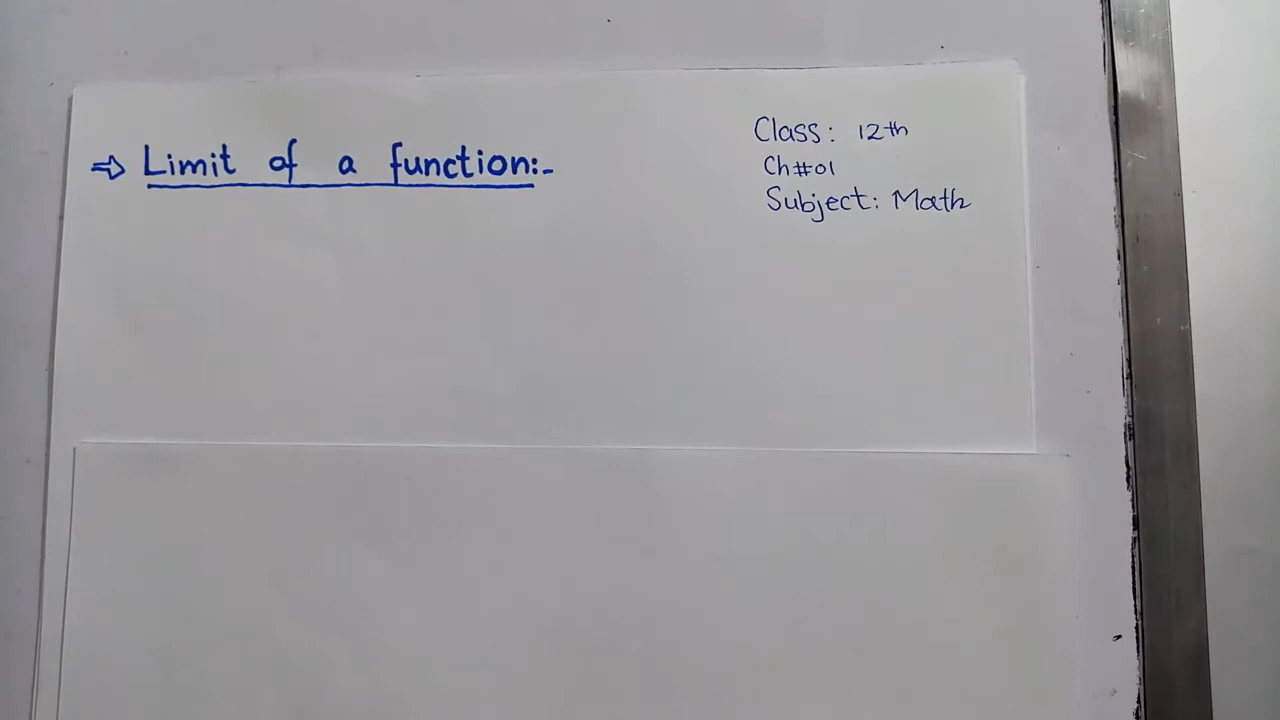 ⇒ Limit of a function:-
Class: 12th
Ch#01
Subject: Math